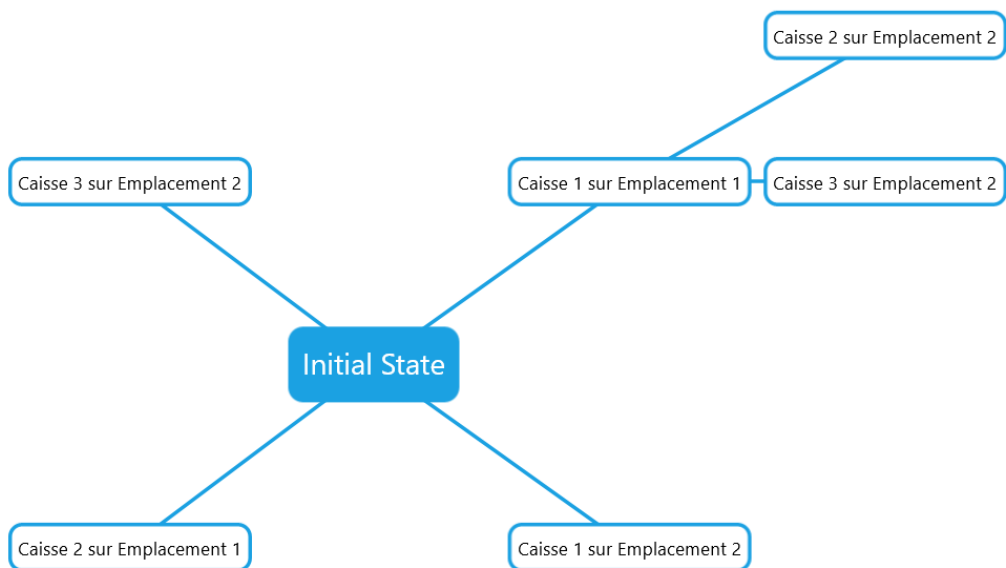 Caisse 2 sur Emplacement 2
Caisse 3 sur Emplacement 2
Caisse 1 sur Emplacement 1
Caisse 3 sur Emplacement 2
Initial State
Caisse 2 sur Emplacement 1
Caisse 1 sur Emplacement 2